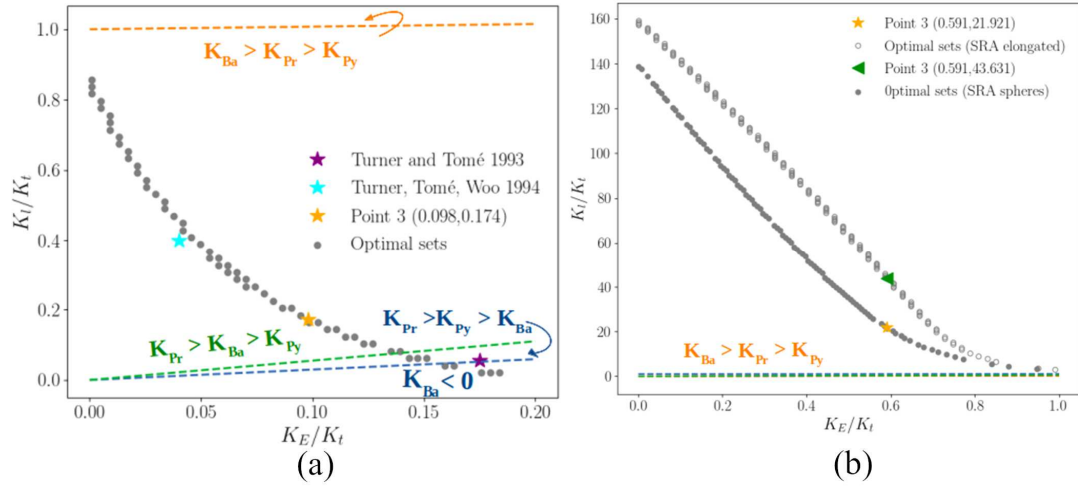 1.0
0.8
0.6
0.4
0.2
0.0
K_l/K_t
K_Ba > K_Pr > K_Py
Turner and Tomé 1993
Turner, Tomé, Woo 1994
Point 3 (0.098,0.174)
Optimal sets
K_Pr > K_Ba > K_Py
K_Pr >K_Py > K_Ba
K_Ba < 0
0.00 0.05 0.10 0.15 0.20
K_E/K_t
(a)
160
140
120
100
80
60
40
20
0
K_l/K_t
Point 3 (0.591,21.921)
Optimal sets (SRA elongated)
Point 3 (0.591,43.631)
0ptimal sets (SRA spheres)
K_Ba > K_Pr > K_Py
0.0 0.2 0.4 0.6 0.8 1.0
K_E/K_t
(b)